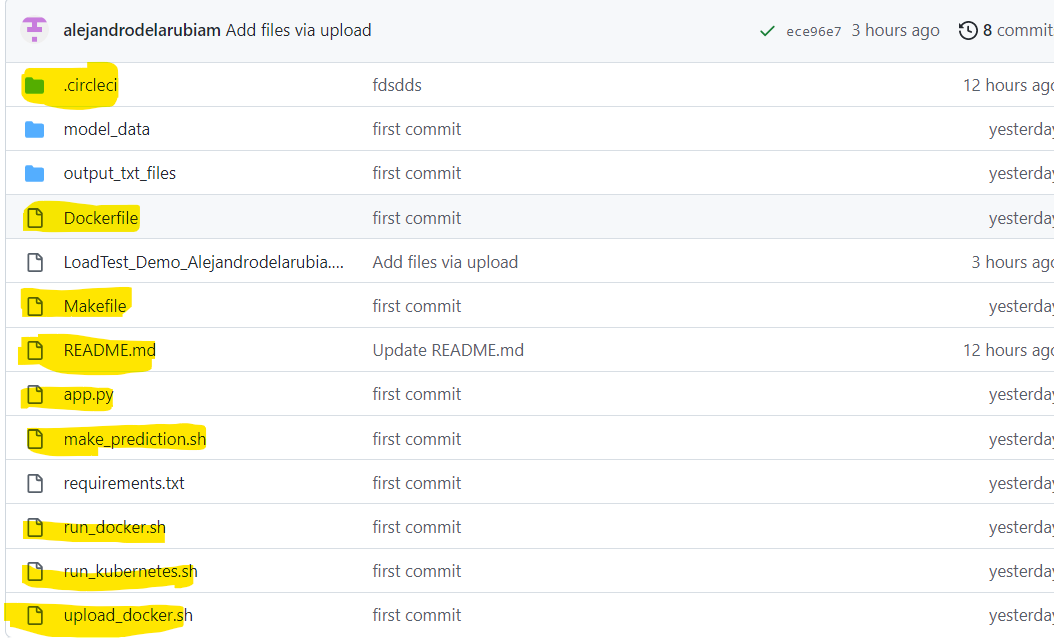 alejandrodelarubiam Add files via upload ece96e7 3 hours ago 8 commit
.circleci fdsdds 12 hours ago
model_data first commit yesterday
output_txt_files first commit yesterday
Dockerfile first commit yesterday
LoadTest_Demo_Alejandrodelarubia.... Add files via upload 3 hours ago
Makefile first commit yesterday
README.md Update README.md 12 hours ago
app.py first commit yesterday
make_prediction.sh first commit yesterday
requirements.txt first commit yesterday
run_docker.sh first commit yesterday
run_kubernetes.sh first commit yesterday
upload_docker.sh first commit yesterday